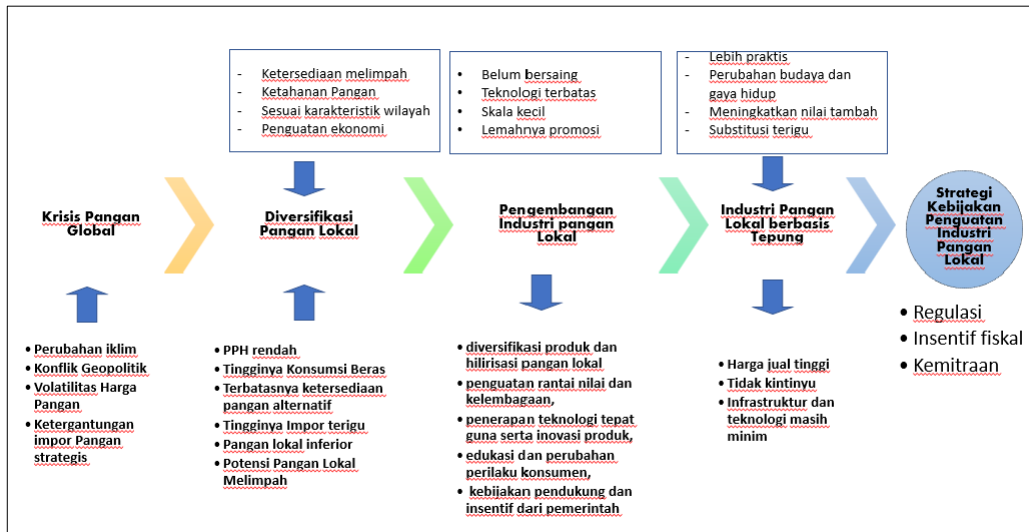 - Ketersediaan melimpah
- Ketahanan Pangan
- Sesuai karakteristik wilayah
- Penguatan ekonomi
• Belum bersaing
• Teknologi terbatas
• Skala kecil
• Lemahnya promosi
- Lebih praktis
- Perubahan budaya dan
gaya hidup
- Meningkatkan nilai tambah
- Substitusi terigu
Krisis Pangan
Global
Diversifikasi
Pangan Lokal
Pengembangan
Industri pangan
Lokal
Industri Pangan
Lokal berbasis
Tepung
Strategi
Kebijakan
Penguatan
Industri
Pangan
Lokal
• Perubahan iklim
• Konflik Geopolitik
• Volatilitas Harga
Pangan
• Ketergantungan
impor Pangan
strategis
• PPH rendah
• Tingginya Konsumsi Beras
• Terbatasnya ketersediaan
pangan alternatif
• Tingginya Impor terigu
• Pangan lokal inferior
• Potensi Pangan Lokal
Melimpah
• diversifikasi produk dan
hilirisasi pangan lokal
• penguatan rantai nilai dan
kelembagaan,
• penerapan teknologi tepat
guna serta inovasi produk,
• edukasi dan perubahan
perilaku konsumen,
• kebijakan pendukung dan
insentif dari pemerintah
• Harga jual tinggi
• Tidak kintinyu
• Infrastruktur dan
teknologi masih
minim
• Regulasi
• Insentif fiskal
• Kemitraan